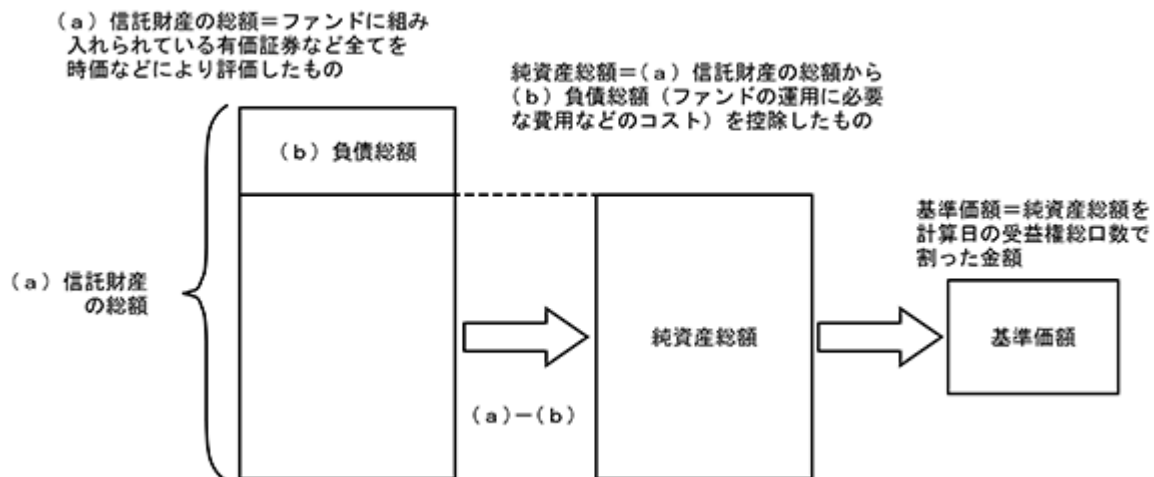 (a)信託財産の総額=ファンドに組み
入れられている有価証券など全てを
時価などにより評価したもの
純資産総額=(a)信託財産の総額から
(b)負債総額(ファンドの運用に必要
な費用などのコスト)を控除したもの
(b)負債総額
基準価額=純資産総額を
計算日の受益権総口数で
割った金額
(a)信託財産
の総額
純資産総額
基準価額
(a)-(b)